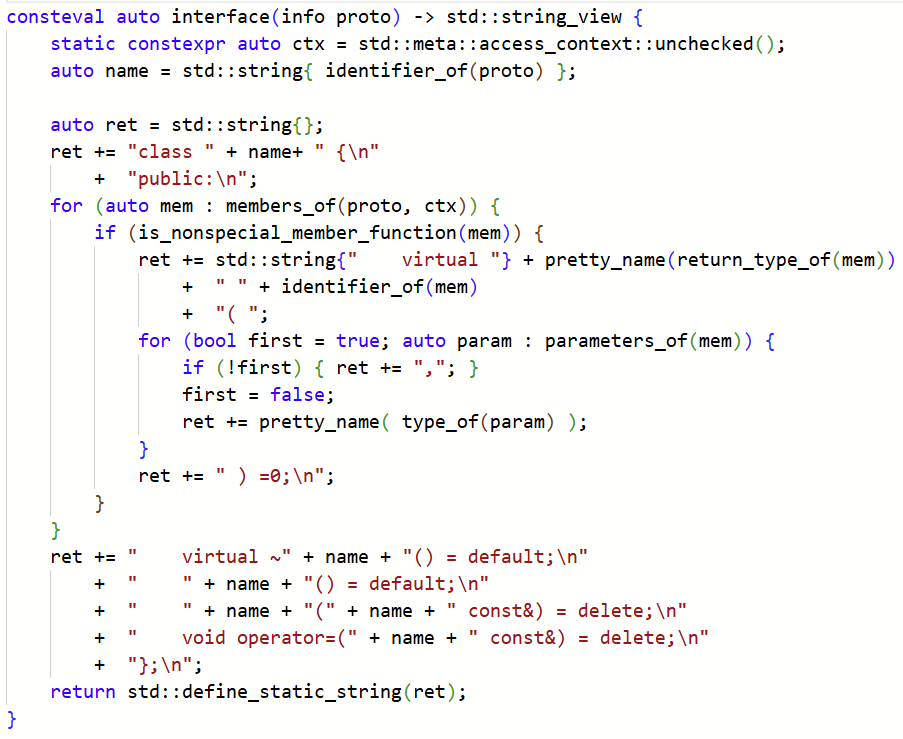 consteval auto interface(info proto) -> std::string_view {
    static constexpr auto ctx = std::meta::access_context::unchecked();
    auto name = std::string{ identifier_of(proto) };

    auto ret = std::string{};
    ret += "class " + name+ " {\n"
        +  "public:\n";
    for (auto mem : members_of(proto, ctx)) {
        if (is_nonspecial_member_function(mem)) {
            ret += std::string{"    virtual "} + pretty_name(return_type_of(mem))
                +  " " + identifier_of(mem)
                +  "( ";
            for (bool first = true; auto param : parameters_of(mem)) {
                if (!first) { ret += ","; }
                first = false;
                ret += pretty_name( type_of(param) );
            }
            ret += " ) =0;\n";
        }
    }
    ret += "    virtual ~" + name + "() = default;\n"
        +  "    " + name + "() = default;\n"
        +  "    " + name + "(" + name + " const&) = delete;\n"
        +  "    void operator=(" + name + " const&) = delete;\n"
        +  "};\n";
    return std::define_static_string(ret);
}